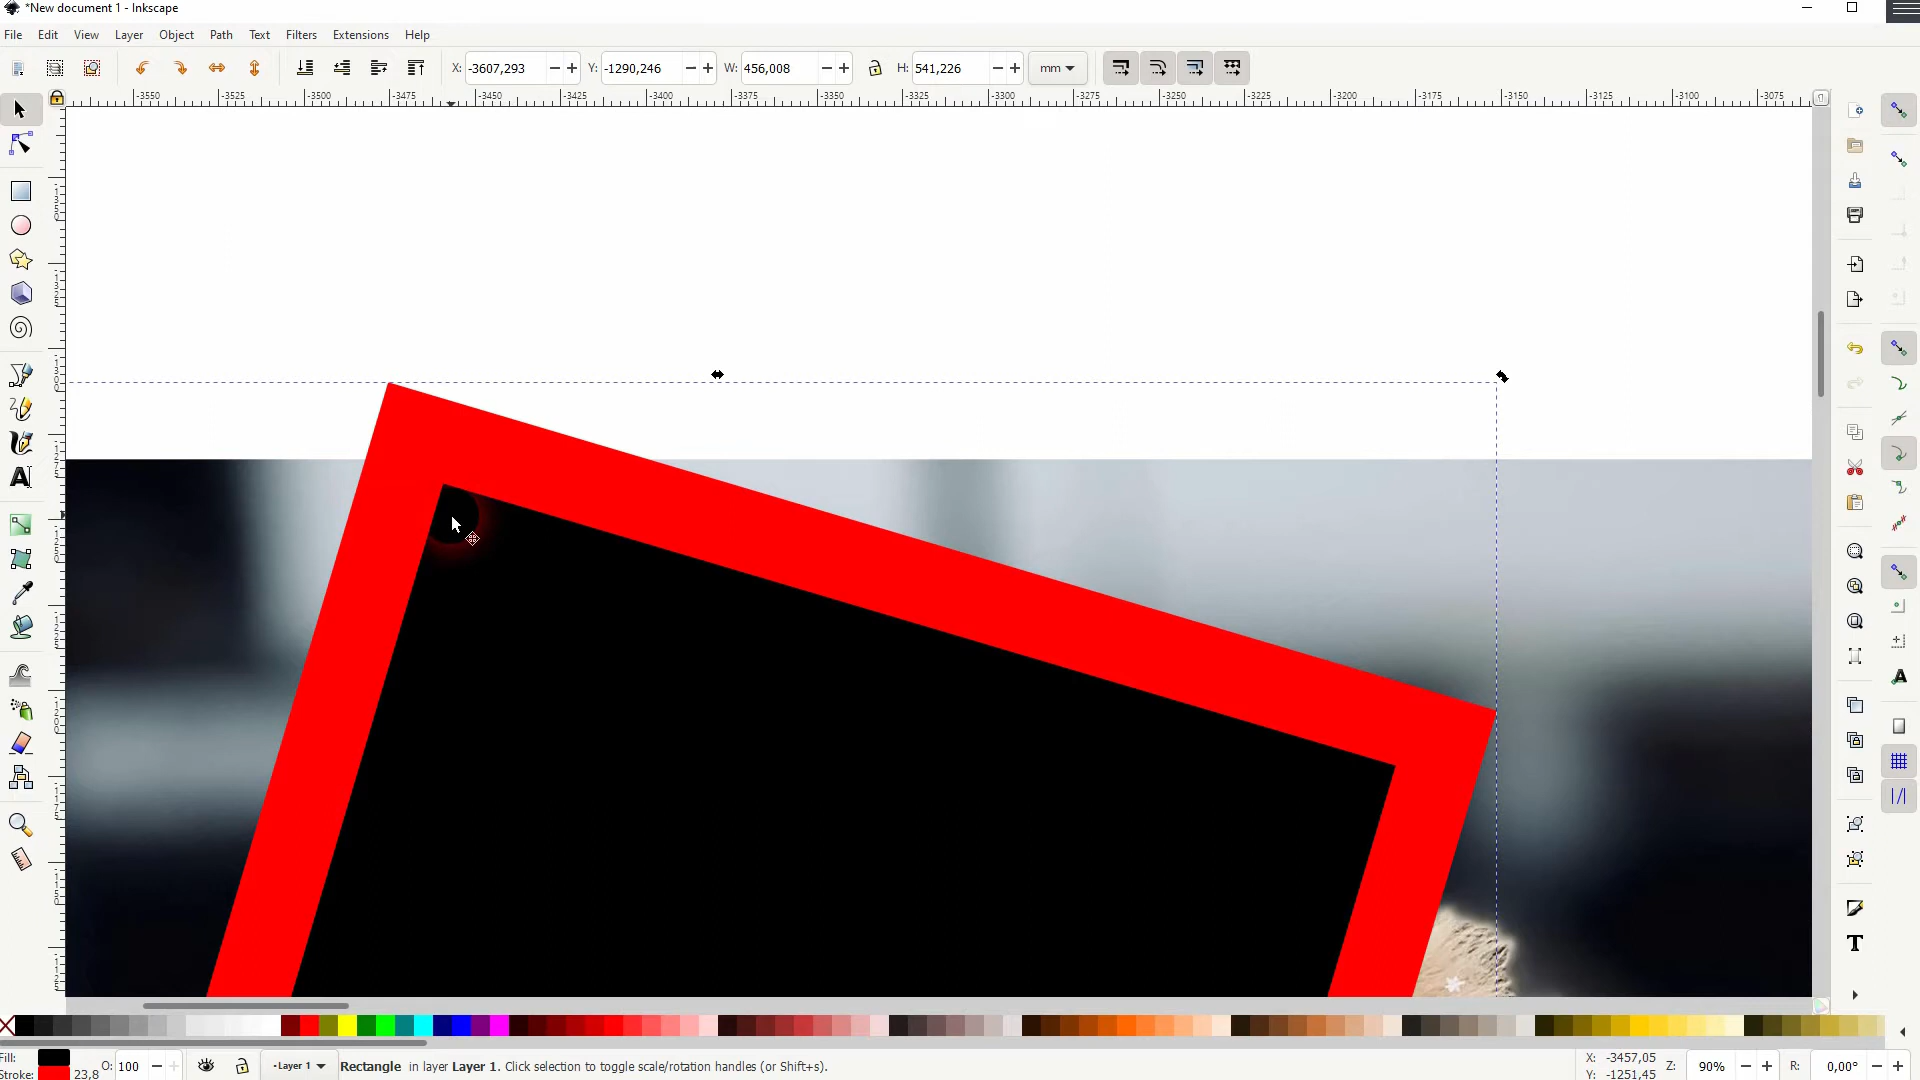 *New document 1 - Inkscape
File Edit View Layer Object Path Text Filters Extensions Help
X: -3607,293 Y: -1290,246 W: 456,008 H: 541,226 mm
-3550 -3525 -3500 -3475 -3450 -3425 -3400 -3375 -3350 -3325 -3300 -3275 -3250 -3225 -3200 -3175 -3150 -3125 -3100 -3075
Fill: O: 100 Layer 1 Rectangle in layer Layer 1. Click selection to toggle scale/rotation handles (or Shift+s). X: -3457,05 Z: 90% R: 0,00°
Stroke: 23,8 Y: -1251,45